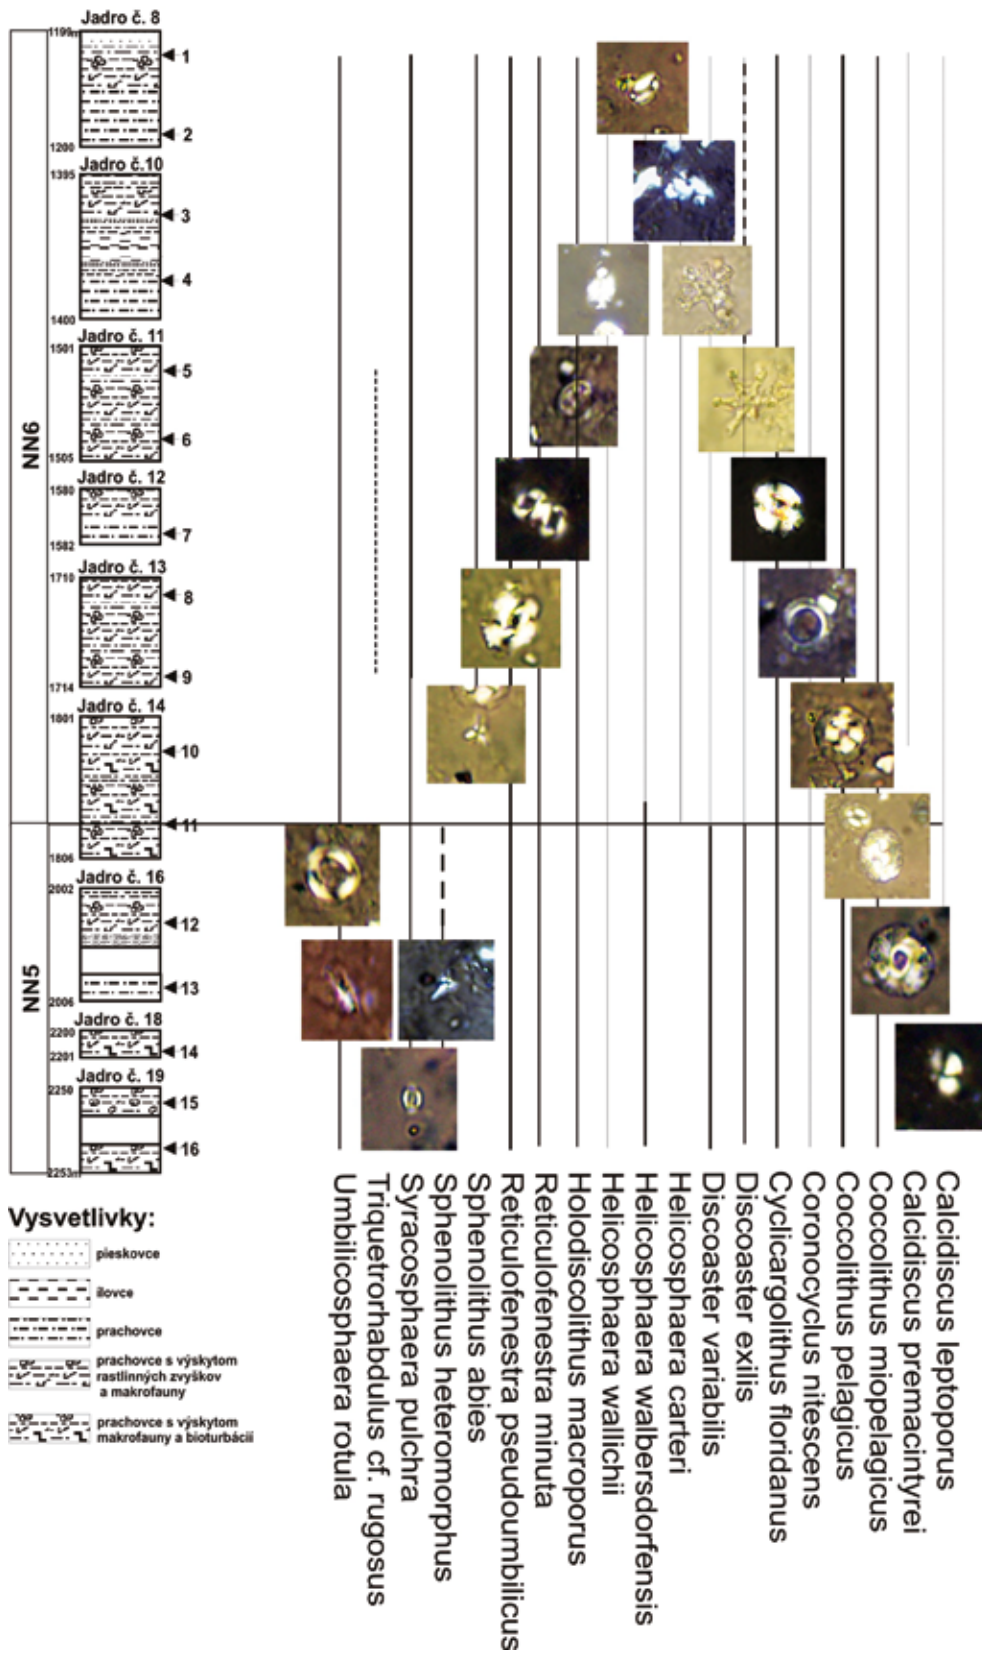 Jadro č. 8
1199m
1
2
1200
Jadro č.10
1395
3
4
1400
Jadro č. 11
1501
5
6
1505
Jadro č. 12
1580
7
1582
Jadro č. 13
1710
8
9
1714
Jadro č. 14
1801
10
11
1806
Jadro č. 16
2002
12
13
2006
Jadro č. 18
2200
14
2201
Jadro č. 19
2250
15
16
2253m
NN6
NN5
Umbilicosphaera rotula
Triquetrorhabdulus cf. rugosus
Syracosphaera pulchra
Sphenolithus heteromorphus
Sphenolithus abies
Reticulofenestra pseudoumbilicus
Reticulofenestra minuta
Holodiscolithus macroporus
Helicosphaera wallichii
Helicosphaera walbersdorfensis
Helicosphaera carteri
Discoaster variabilis
Discoaster exilis
Cyclicargolithus floridanus
Coronocyclus nitescens
Coccolithus pelagicus
Coccolithus miopelagicus
Calcidiscus premacintyrei
Calcidiscus leptoporus
Vysvetlivky:
pieskovce
ílovce
prachovce
prachovce s výskytom
rastlinných zvyškov
a makrofauny
prachovce s výskytom
makrofauny a bioturbácií